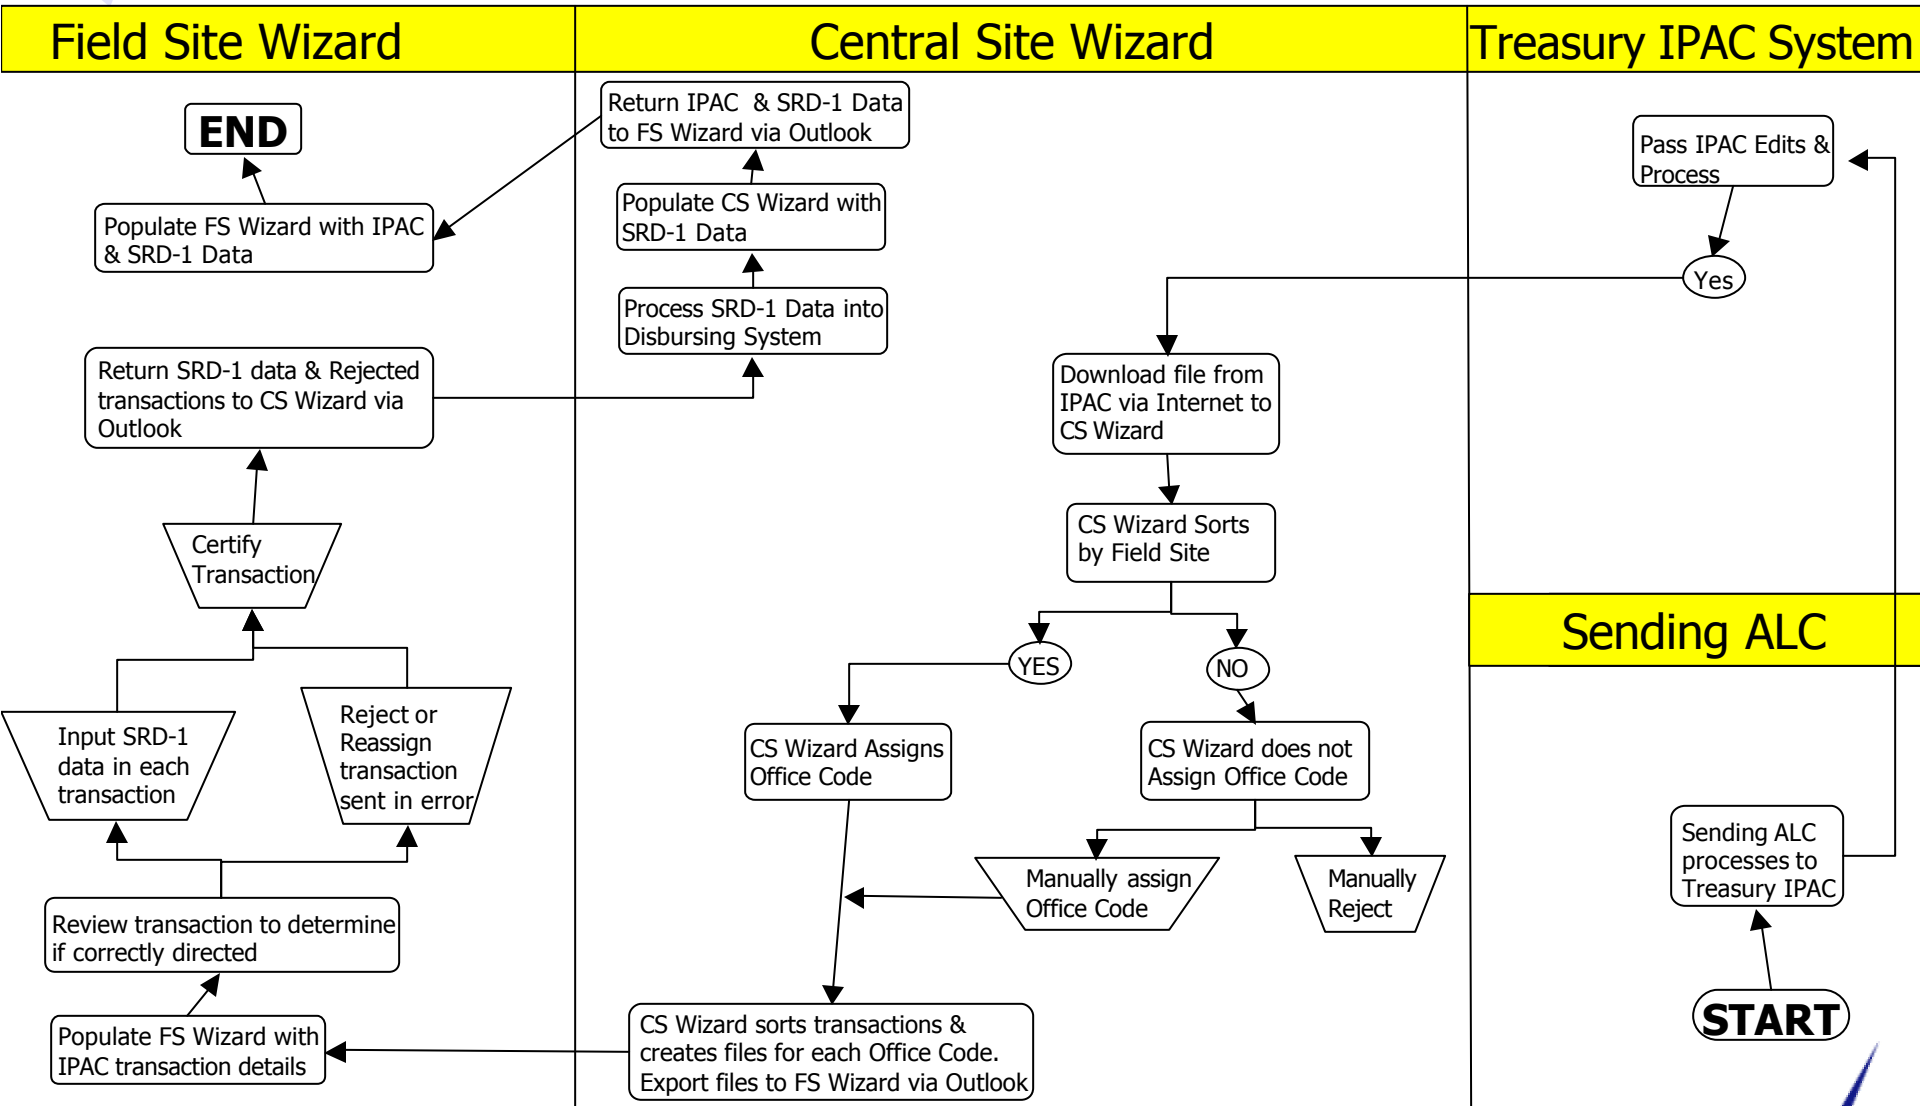 Field Site Wizard
Central Site Wizard
Treasury IPAC System
END
Populate FS Wizard with IPAC
& SRD-1 Data
Return SRD-1 data & Rejected
transactions to CS Wizard via
Outlook
Certify
Transaction
Input SRD-1
data in each
transaction
Reject or
Reassign
transaction
sent in error
Review transaction to determine
if correctly directed
Populate FS Wizard with
IPAC transaction details
Return IPAC & SRD-1 Data
to FS Wizard via Outlook
Populate CS Wizard with
SRD-1 Data
Process SRD-1 Data into
Disbursing System
Download file from
IPAC via Internet to
CS Wizard
CS Wizard Sorts
by Field Site
YES
NO
CS Wizard Assigns
Office Code
CS Wizard does not
Assign Office Code
Manually assign
Office Code
Manually
Reject
CS Wizard sorts transactions &
creates files for each Office Code.
Export files to FS Wizard via Outlook
Pass IPAC Edits &
Process
Yes
Sending ALC
Sending ALC
processes to
Treasury IPAC
START